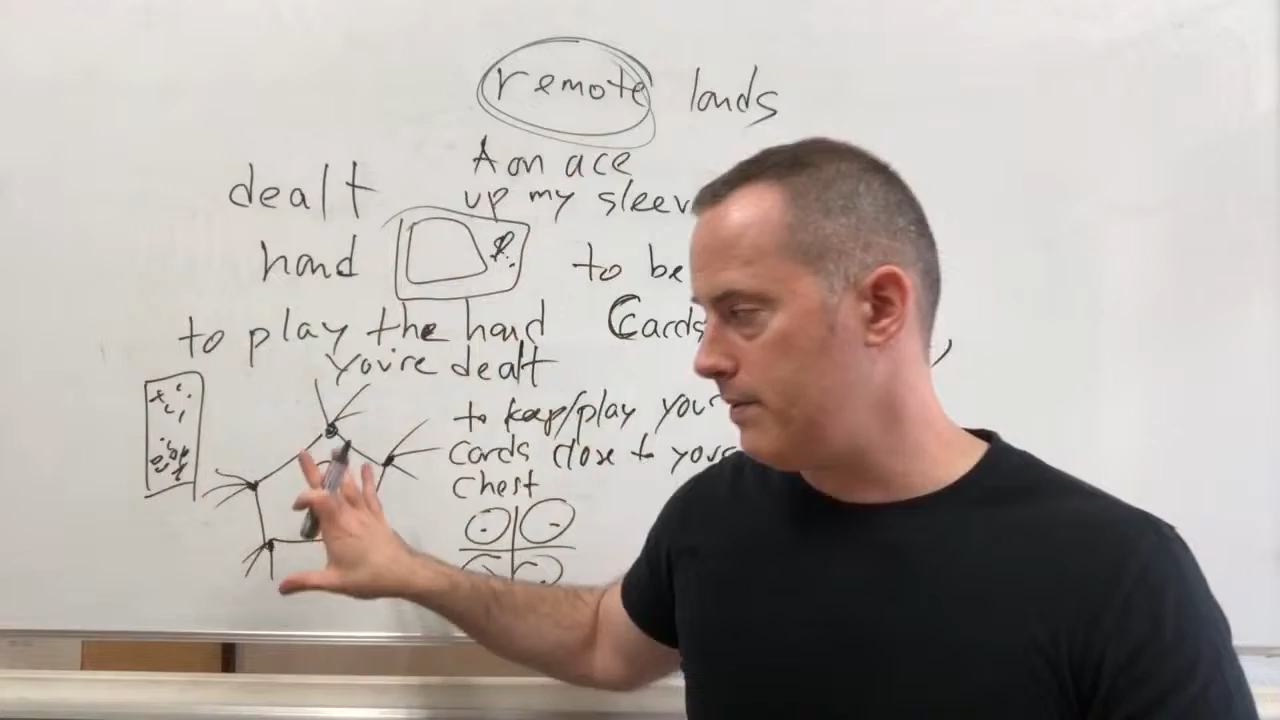 remote lands
A on ace
up my sleev
dealt
hand
to be
to play the hand
you're dealt
Cards
to keep/play your
cards close to your
chest